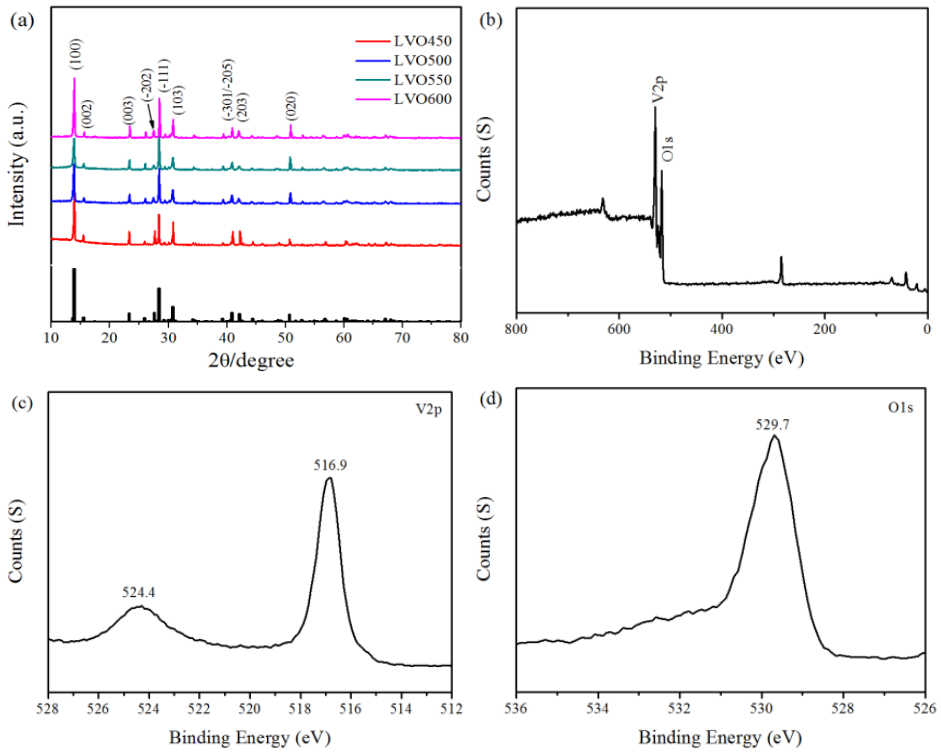 (a)
LVO450
LVO500
LVO550
LVO600
(100)
(002)
(003)
(-202)
(-111)
(103)
(-301/-205)
(203)
(020)
Intensity (a.u.)
10 20 30 40 50 60 70 80
2θ/degree
(b)
V2p
O1s
Counts (S)
800 600 400 200 0
Binding Energy (eV)
(c)
V2p
516.9
524.4
Counts (S)
528 526 524 522 520 518 516 514 512
Binding Energy (eV)
(d)
O1s
529.7
Counts (S)
536 534 532 530 528 526
Binding Energy (eV)